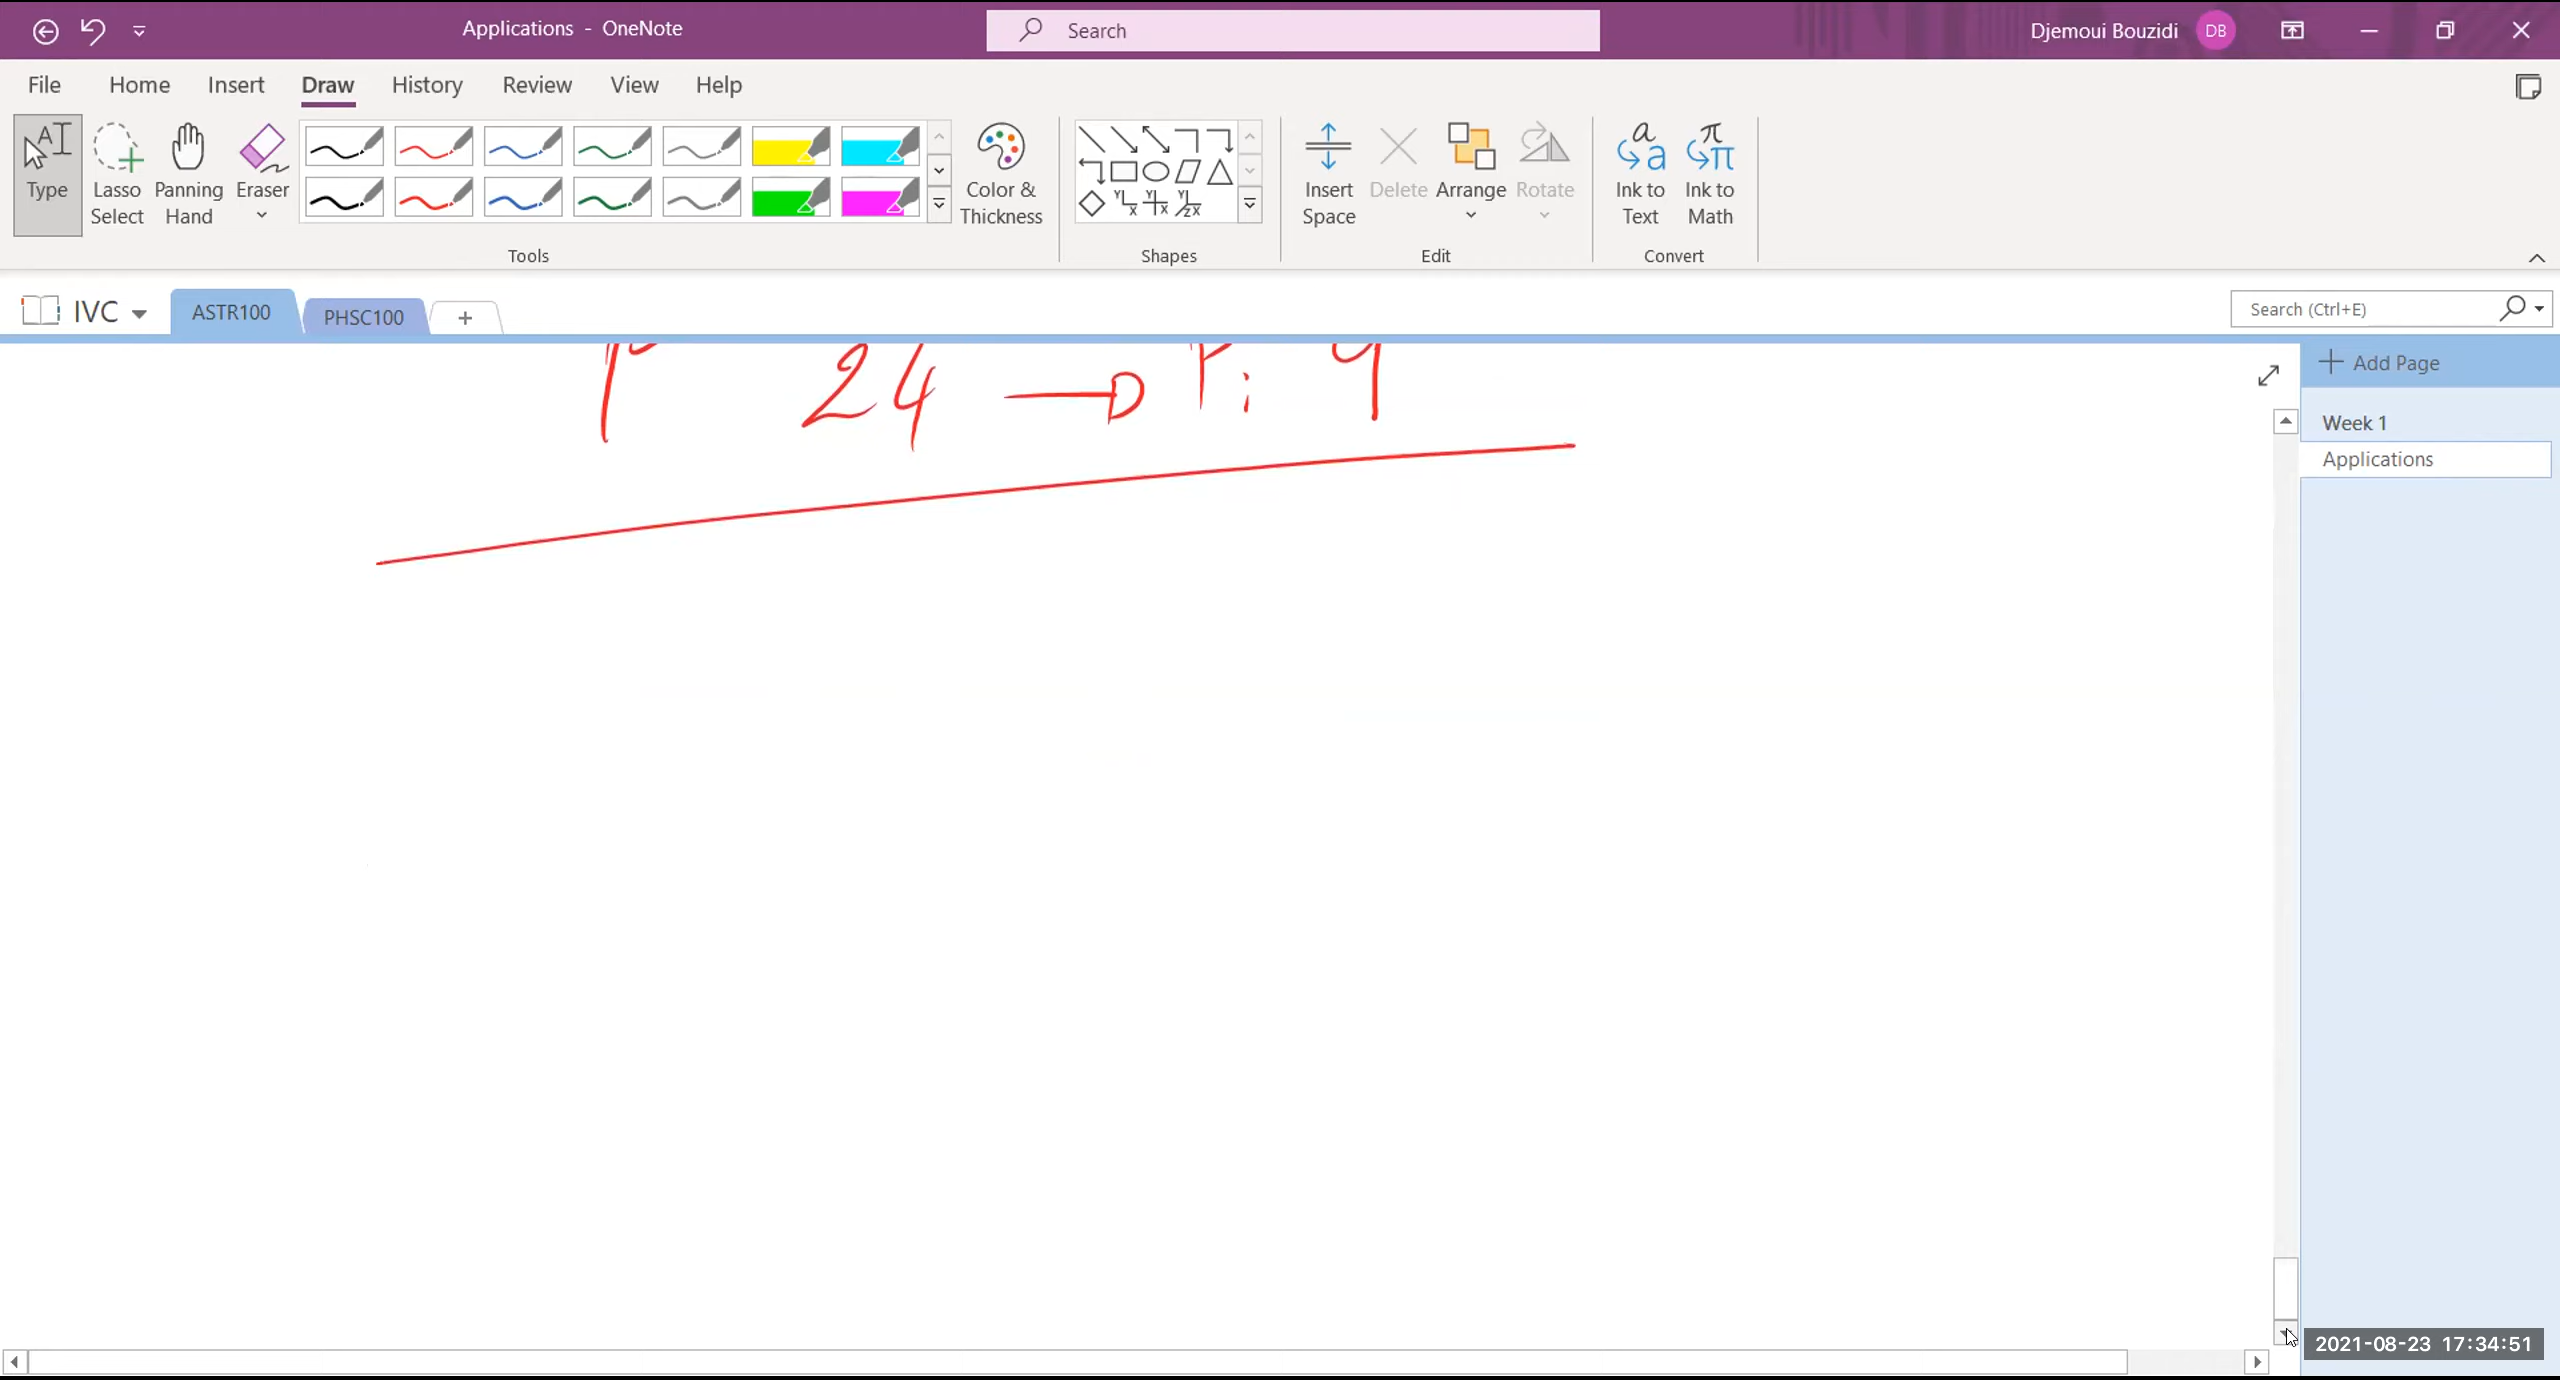 Applications - OneNote
Search
Djemoui Bouzidi
DB
File Home Insert Draw History Review View Help
Type
Lasso Select
Panning Hand
Eraser
Color & Thickness
Insert Space
Delete
Arrange
Rotate
Ink to Text
Ink to Math
Tools
Shapes
Edit
Convert
IVC
ASTR100
PHSC100
+
Search (Ctrl+E)
Add Page
Week 1
Applications
24
2021-08-23 17:34:51